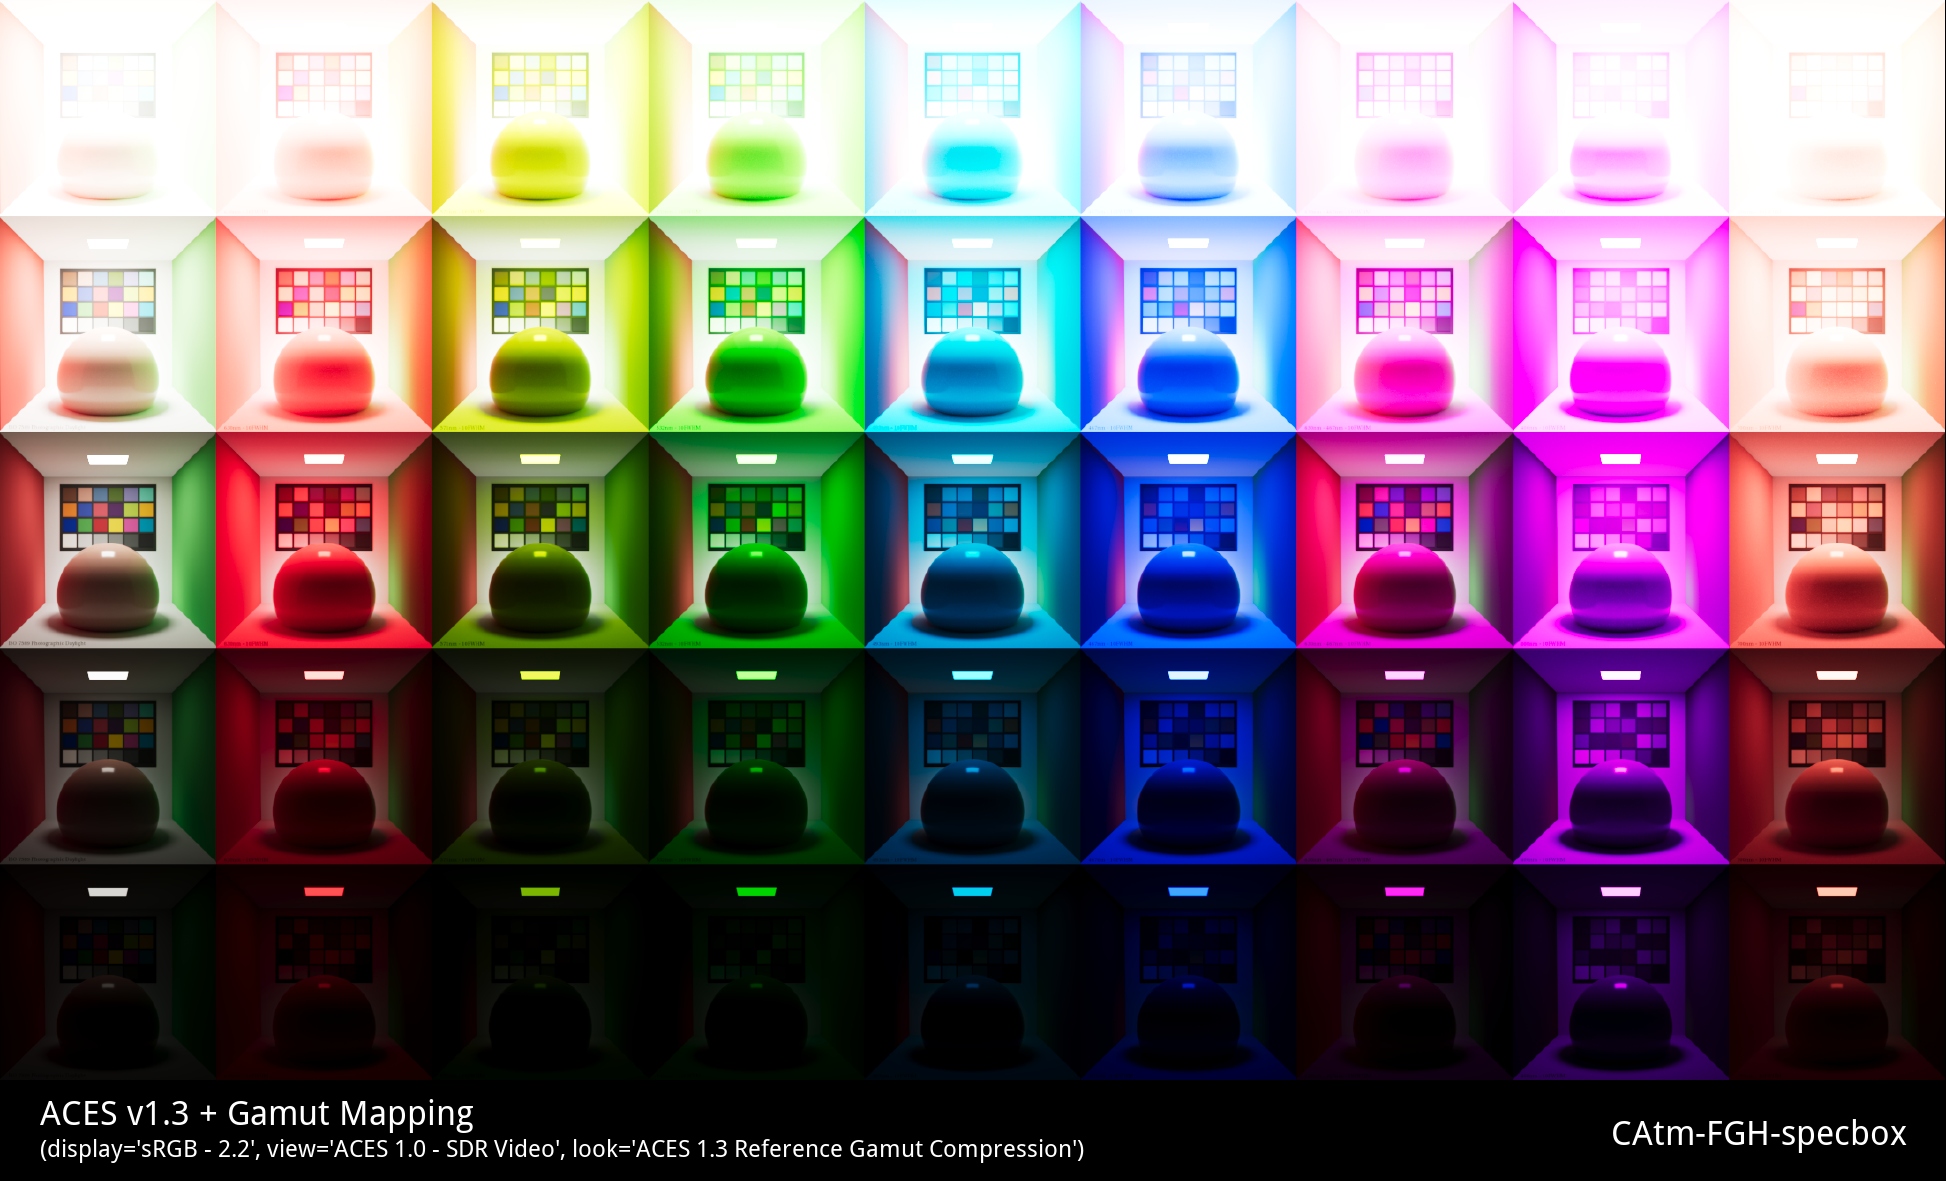 ACES v1.3 + Gamut Mapping
(display='sRGB - 2.2', view='ACES 1.0 - SDR Video', look='ACES 1.3 Reference Gamut Compression')
CAtm-FGH-specbox